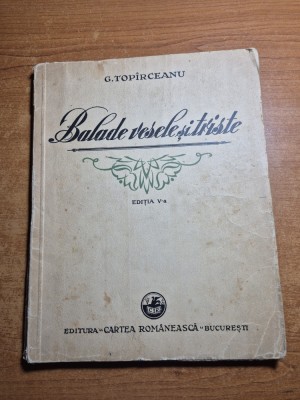 G.TOPÎRCEANU
Balade vesele și triste
EDIȚIA V-a
EDITURA „CARTEA ROMÂNEASCĂ” BUCUREȘTI